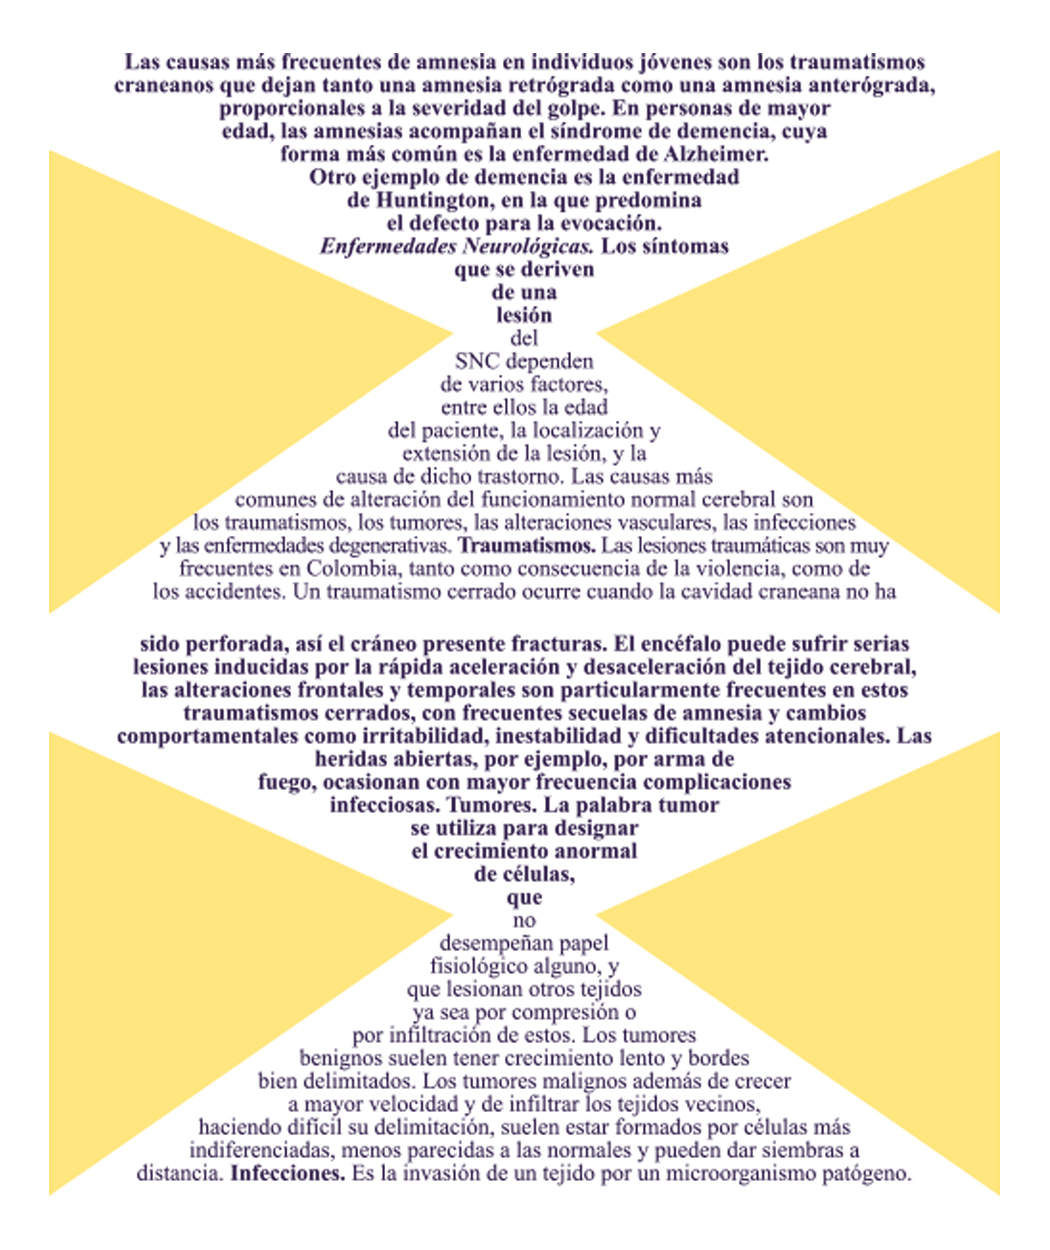 Las causas más frecuentes de amnesia en individuos jóvenes son los traumatismos
craneanos que dejan tanto una amnesia retrógrada como una amnesia anterógrada,
proporcionales a la severidad del golpe. En personas de mayor
edad, las amnesias acompañan el síndrome de demencia, cuya
forma más común es la enfermedad de Alzheimer.
Otro ejemplo de demencia es la enfermedad
de Huntington, en la que predomina
el defecto para la evocación.
Enfermedades Neurológicas. Los síntomas
que se deriven
de una
lesión
del
SNC dependen
de varios factores,
entre ellos la edad
del paciente, la localización y
extensión de la lesión, y la
causa de dicho trastorno. Las causas más
comunes de alteración del funcionamiento normal cerebral son
los traumatismos, los tumores, las alteraciones vasculares, las infecciones
y las enfermedades degenerativas. Traumatismos. Las lesiones traumáticas son muy
frecuentes en Colombia, tanto como consecuencia de la violencia, como de
los accidentes. Un traumatismo cerrado ocurre cuando la cavidad craneana no ha
sido perforada, así el cráneo presente fracturas. El encéfalo puede sufrir serias
lesiones inducidas por la rápida aceleración y desaceleración del tejido cerebral,
las alteraciones frontales y temporales son particularmente frecuentes en estos
traumatismos cerrados, con frecuentes secuelas de amnesia y cambios
comportamentales como irritabilidad, inestabilidad y dificultades atencionales. Las
heridas abiertas, por ejemplo, por arma de
fuego, ocasionan con mayor frecuencia complicaciones
infecciosas. Tumores. La palabra tumor
se utiliza para designar
el crecimiento anormal
de células,
que
no
desempeñan papel
fisiológico alguno, y
que lesionan otros tejidos
ya sea por compresión o
por infiltración de estos. Los tumores
benignos suelen tener crecimiento lento y bordes
bien delimitados. Los tumores malignos además de crecer
a mayor velocidad y de infiltrar los tejidos vecinos,
haciendo difícil su delimitación, suelen estar formados por células más
indiferenciadas, menos parecidas a las normales y pueden dar siembras a
distancia. Infecciones. Es la invasión de un tejido por un microorganismo patógeno.